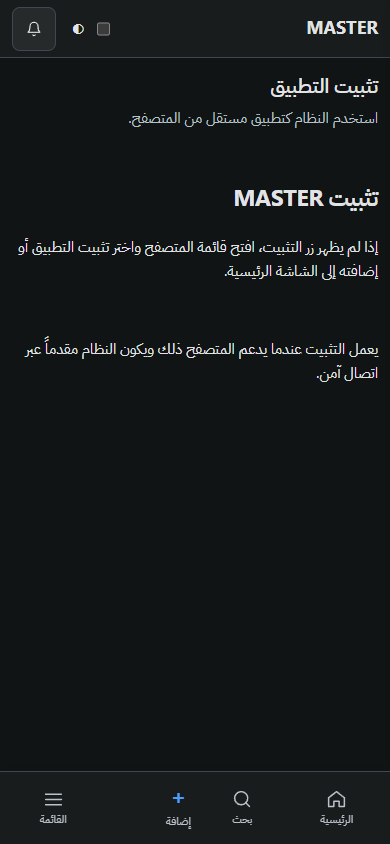 MASTER
تثبيت التطبيق
استخدم النظام كتطبيق مستقل من المتصفح.
تثبيت MASTER
إذا لم يظهر زر التثبيت، افتح قائمة المتصفح واختر تثبيت التطبيق أو
إضافته إلى الشاشة الرئيسية.
يعمل التثبيت عندما يدعم المتصفح ذلك ويكون النظام مقدماً عبر
اتصال آمن.
الرئيسية
بحث
إضافة
القائمة